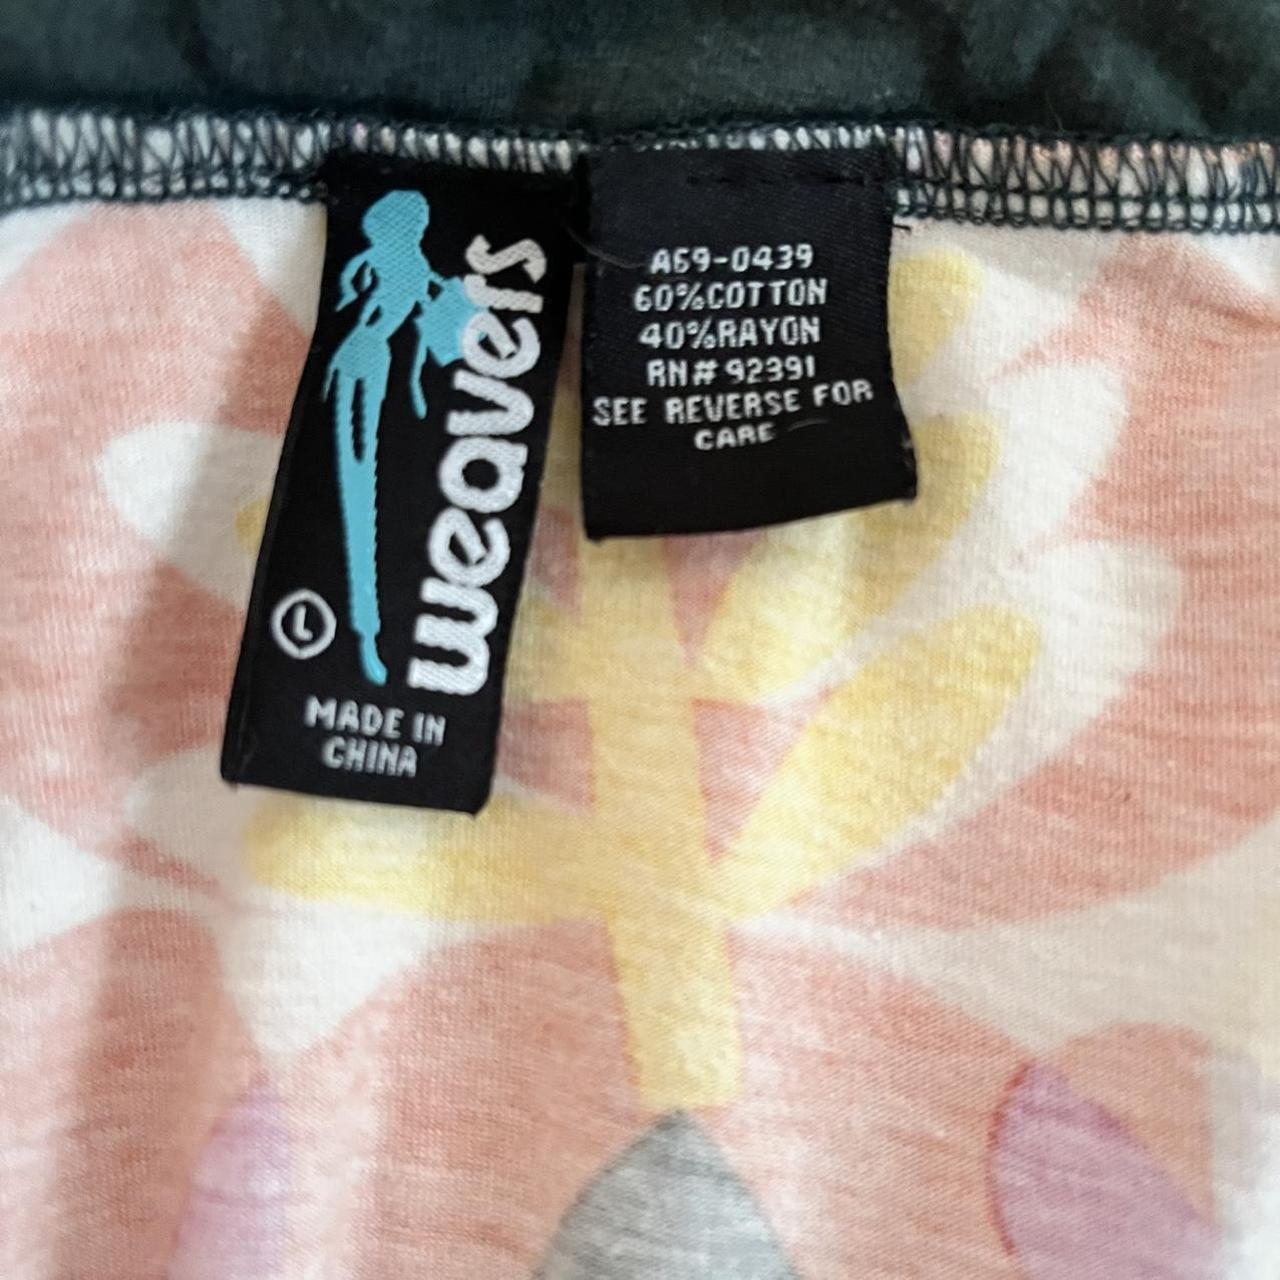 weavers
L
MADE IN
CHINA
A69-0439
60%COTTON
40%RAYON
RN# 92391
SEE REVERSE FOR
CARE